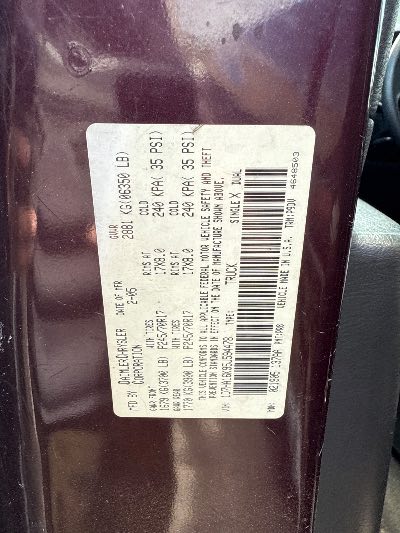 MFD BY DAIMLERCHRYSLER CORPORATION DATE OF MFR 2-05 GVWR 2881 KG(06350 LB)
GAWR FRONT WITH TIRES RIMS AT COLD
1679 KG(3700 LB) P245/70R17 17X8.0 240 KPA( 35 PSI)
GAWR REAR WITH TIRES RIMS AT COLD
1770 KG(3900 LB) P245/70R17 17X8.0 240 KPA( 35 PSI)
THIS VEHICLE CONFORMS TO ALL APPLICABLE FEDERAL MOTOR VEHICLE SAFETY AND THEFT
PREVENTION STANDARDS IN EFFECT ON THE DATE OF MANUFACTURE SHOWN ABOVE.
VIN: TYPE: TRUCK SINGLE X DUAL
MDH: VEHICLE MADE IN U.S.A.
4648503